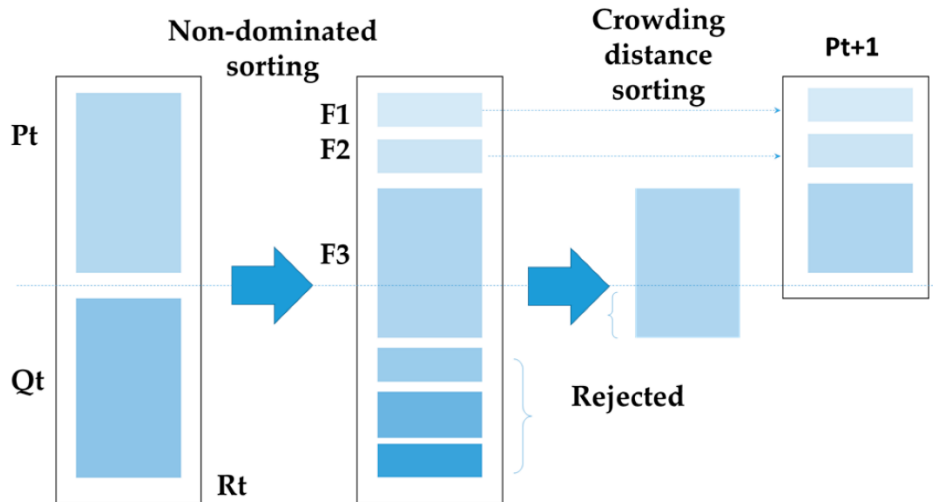 Non-dominated
sorting
Crowding
distance
sorting
Pt+1
Pt
F1
F2
F3
Qt
Rejected
Rt